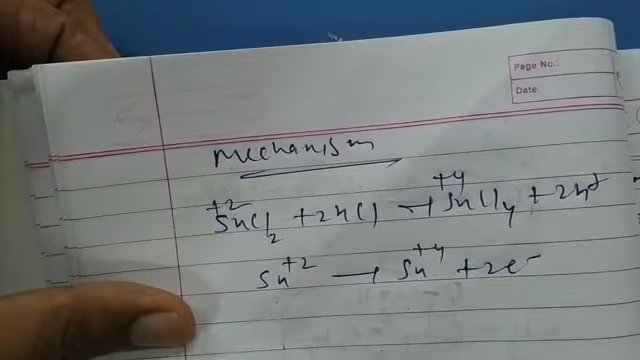 Page No.:
Date:
Mechanism
+2 +4
SnCl2 + 2HCl → SnCl4 + 2H
Sn+2 → Sn+4 + 2e-